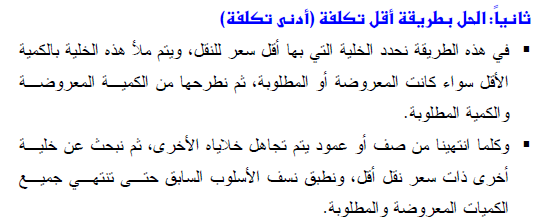 ثانياً: الحل بطريقة أقل تكلفة (أدنى تكلفة)
▪ في هذه الطريقة نحدد الخلية التي بها أقل سعر للنقل، ويتم ملأ هذه الخلية بالكمية
الأقل سواء كانت المعروضة أو المطلوبة، ثم نطرحها من الكمية المعروضة
والكمية المطلوبة.
▪ وكلما انتهينا من صف أو عمود يتم تجاهل خلاياه الأخرى، ثم نبحث عن خلية
أخرى ذات سعر نقل أقل، ونطبق نسف الأسلوب السابق حتى تنتهي جميع
الكميات المعروضة والمطلوبة.